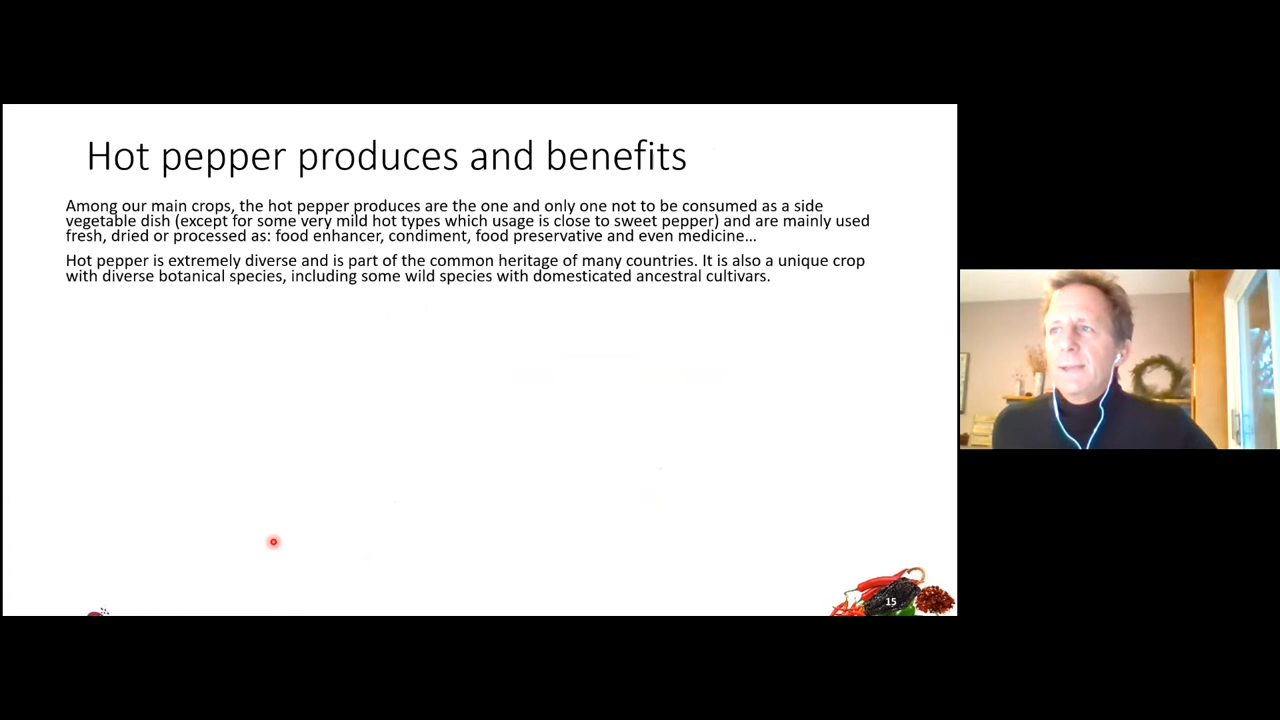 Hot pepper produces and benefits
Among our main crops, the hot pepper produces are the one and only one not to be consumed as a side
vegetable dish (except for some very mild hot types which usage is close to sweet pepper) and are mainly used
fresh, dried or processed as: food enhancer, condiment, food preservative and even medicine…
Hot pepper is extremely diverse and is part of the common heritage of many countries. It is also a unique crop
with diverse botanical species, including some wild species with domesticated ancestral cultivars.
15